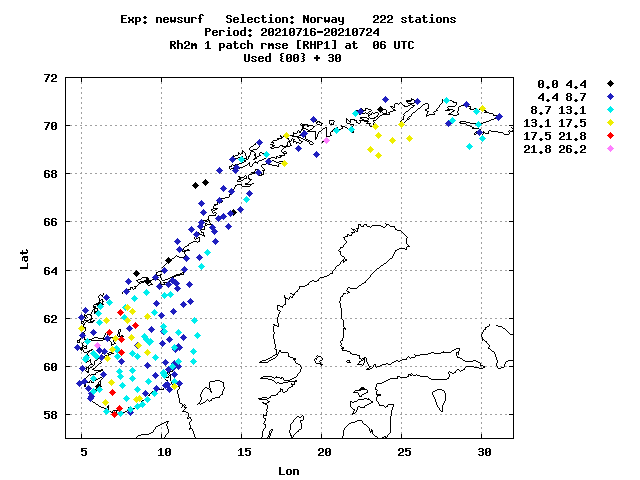 Exp: newsurf Selection: Norway 222 stations
Period: 20210716-20210724
Rh2m 1 patch rmse [RHP1] at 06 UTC
Used {00} + 30
0.0 4.4
4.4 8.7
8.7 13.1
13.1 17.5
17.5 21.8
21.8 26.2
72
70
68
66
64
62
60
58
Lat
5 10 15 20 25 30
Lon